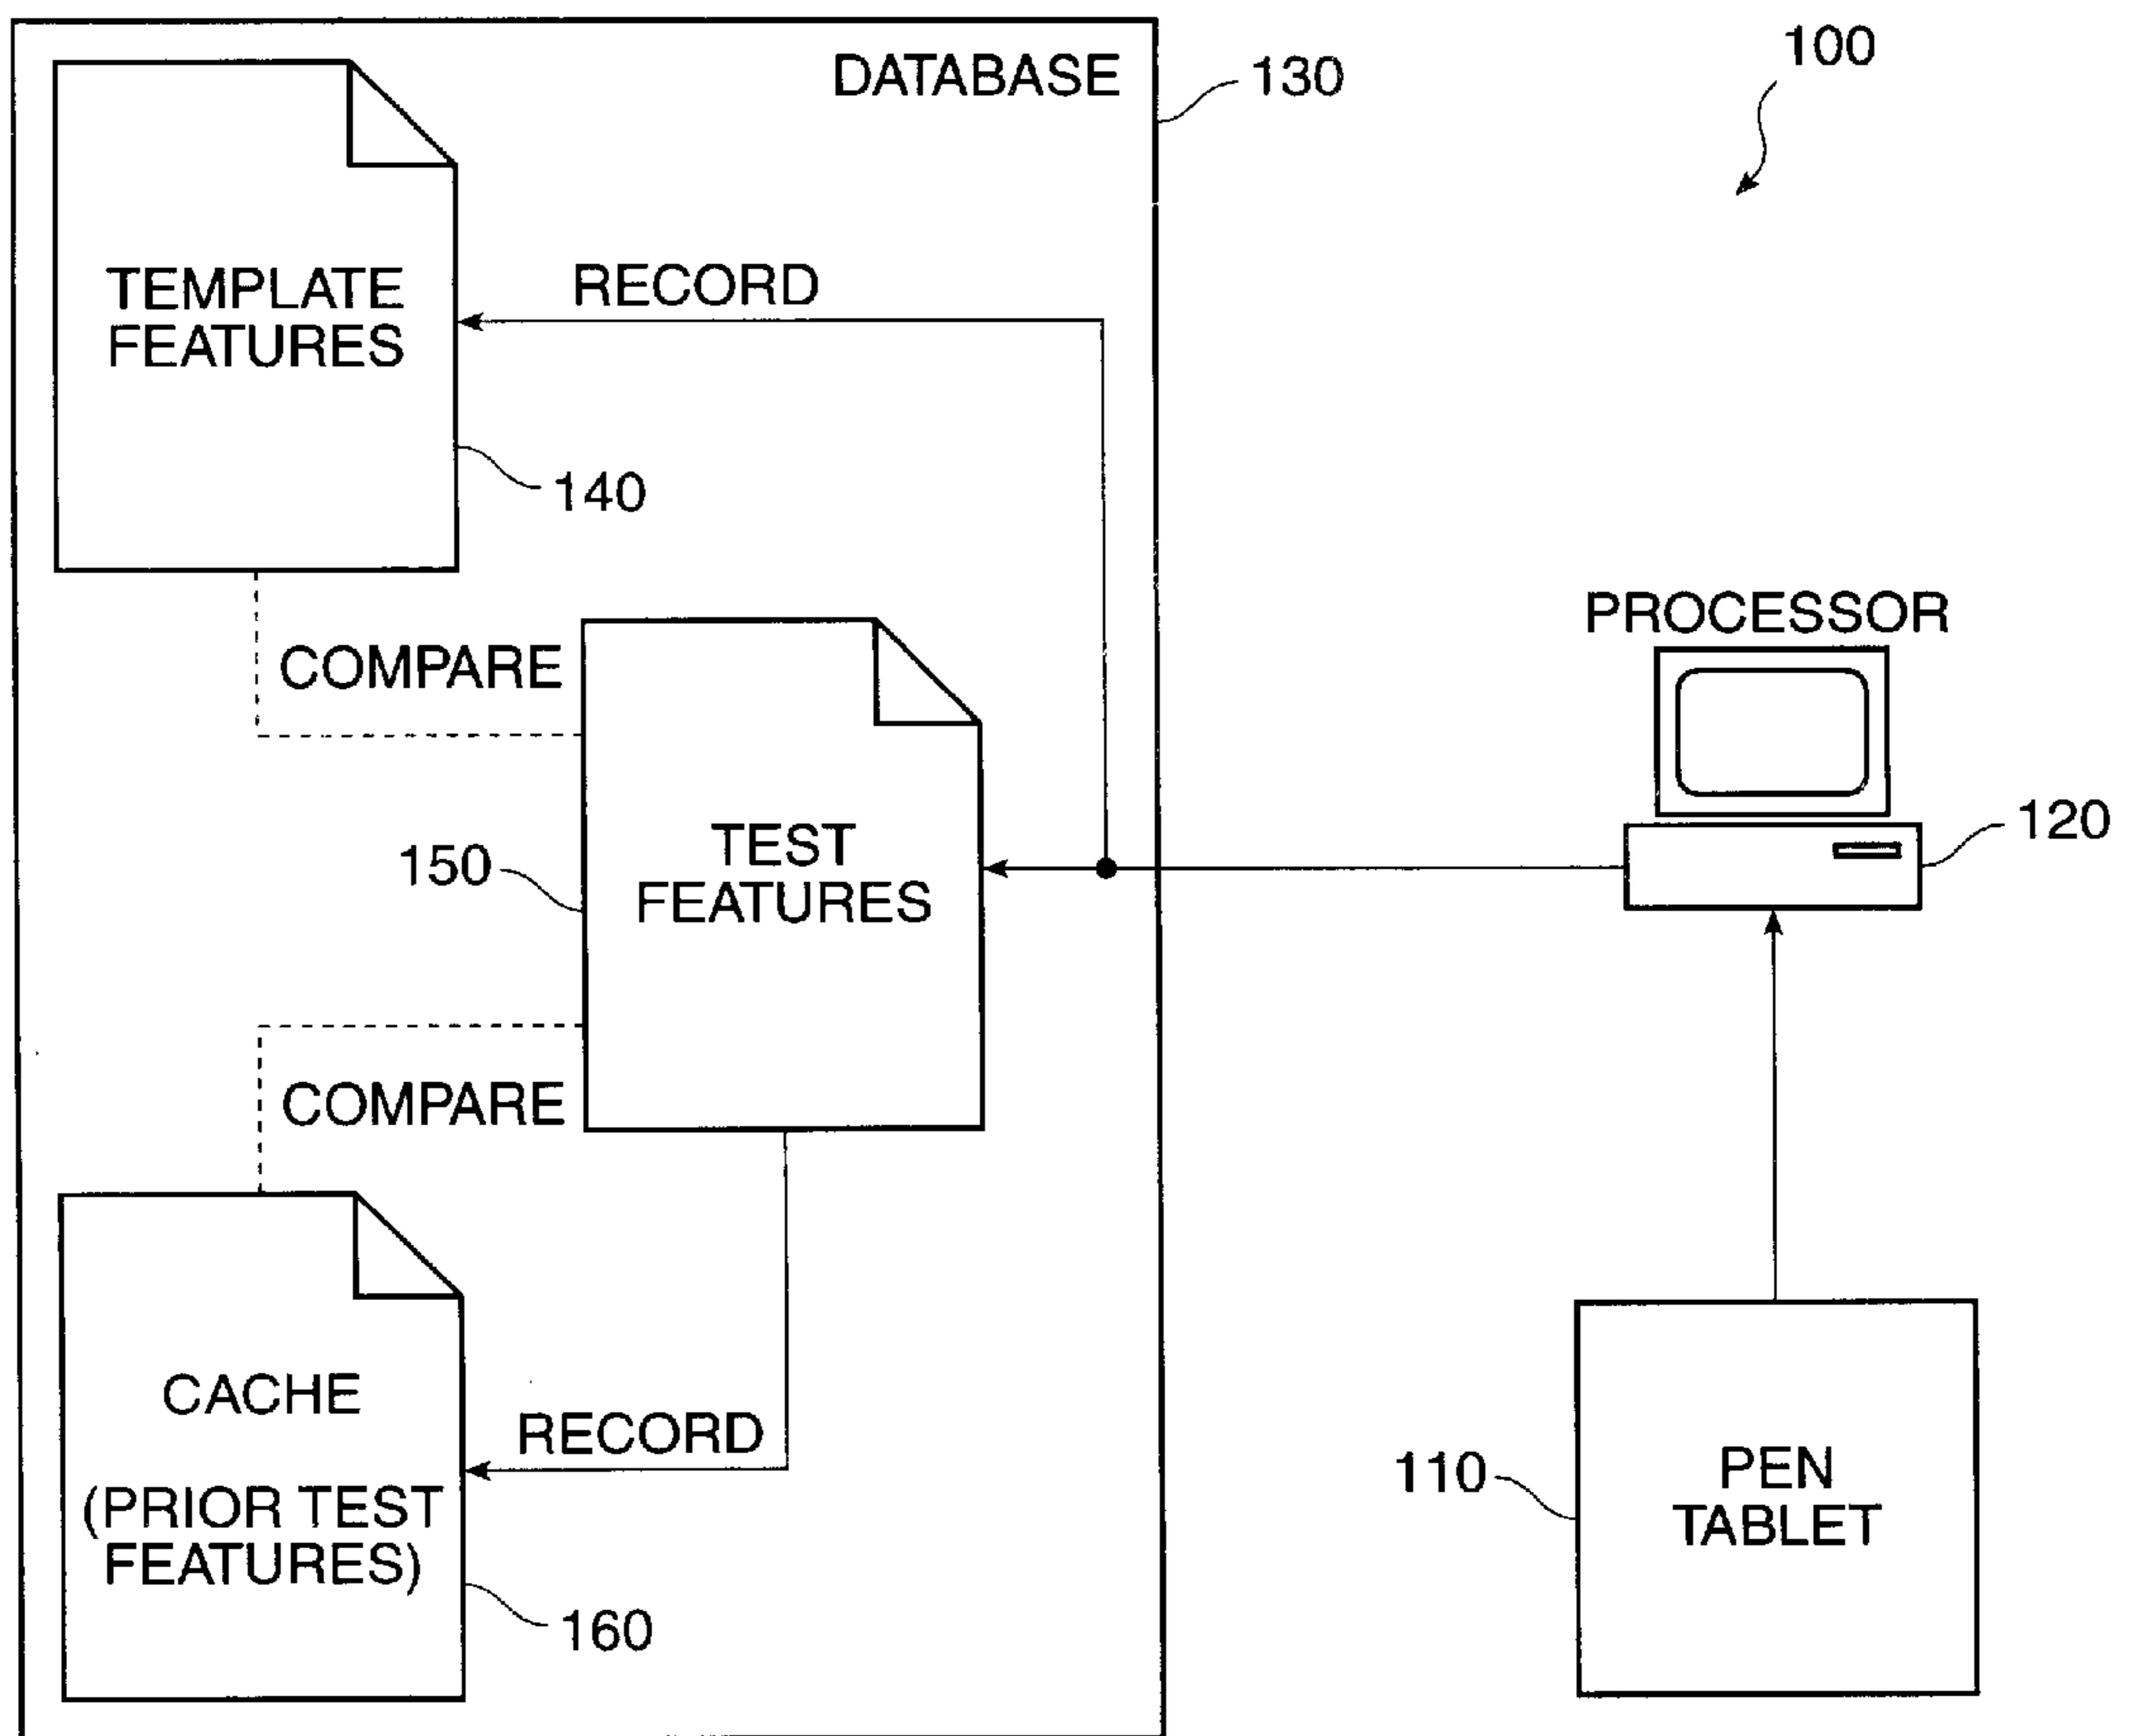 DATABASE
130
100
TEMPLATE
FEATURES
RECORD
140
COMPARE
PROCESSOR
120
TEST
FEATURES
150
COMPARE
CACHE
(PRIOR TEST
FEATURES)
RECORD
160
110
PEN
TABLET